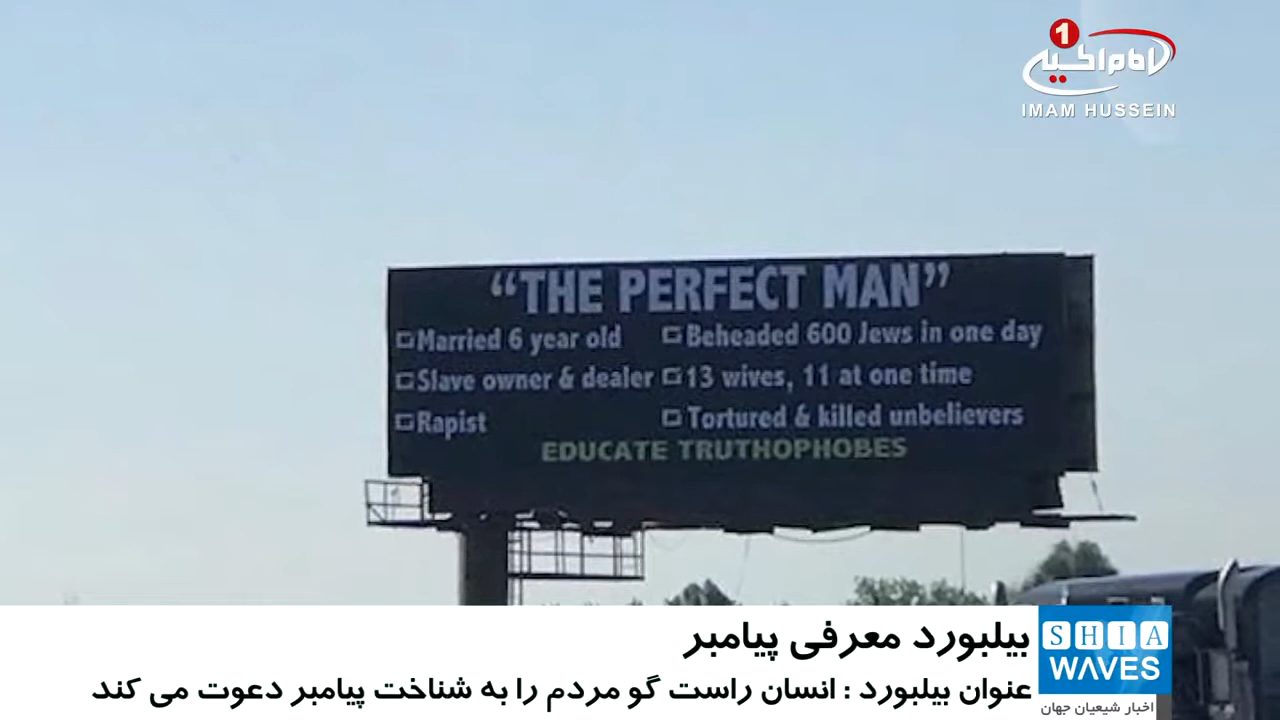 1
امام حسین
IMAM HUSSEIN
“THE PERFECT MAN”
Married 6 year old
Beheaded 600 Jews in one day
Slave owner & dealer
13 wives, 11 at one time
Rapist
Tortured & killed unbelievers
EDUCATE TRUTHOPHOBES
بیلبورد معرفی پیامبر
SHIA
WAVES
عنوان بیلبورد : انسان راست گو مردم را به شناخت پیامبر دعوت می کند
اخبار شیعیان جهان